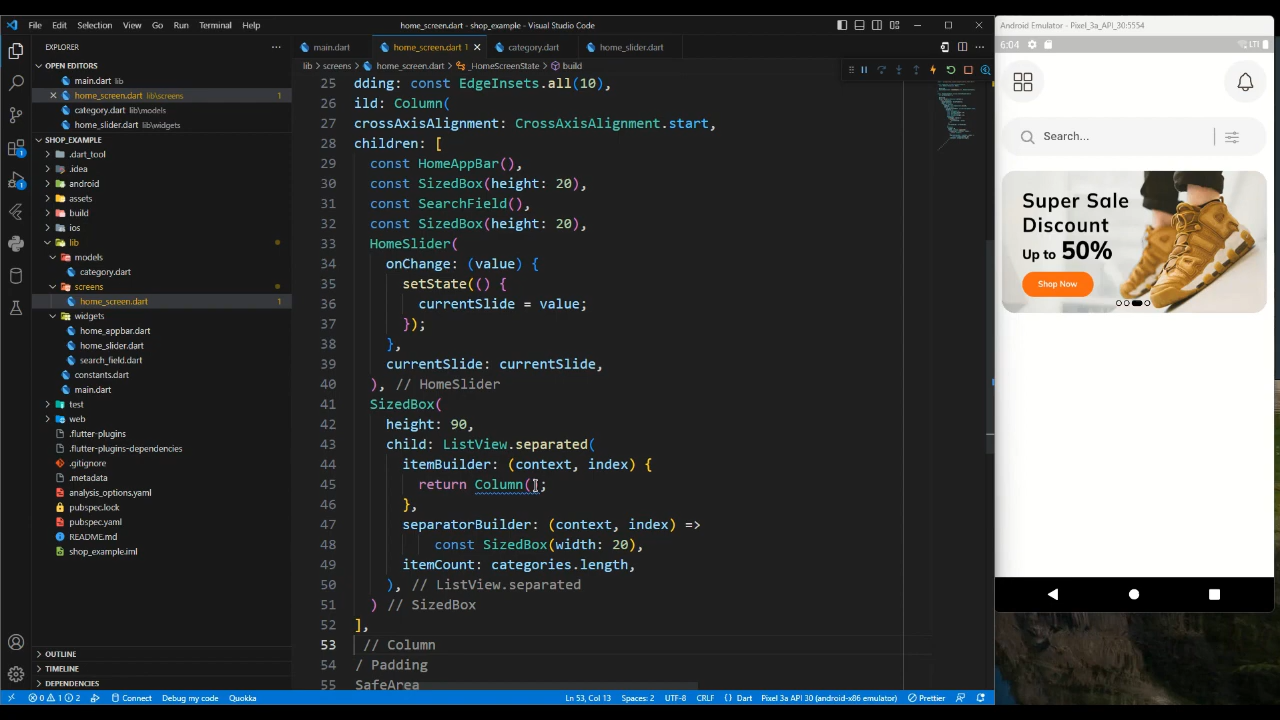 File Edit Selection View Go Run Terminal Help
home_screen.dart - shop_example - Visual Studio Code
EXPLORER
OPEN EDITORS
main.dart lib
home_screen.dart lib\screens 1
category.dart lib\models
home_slider.dart lib\widgets
SHOP_EXAMPLE
.dart_tool
.idea
android
assets
build
ios
lib
models
category.dart
screens
home_screen.dart 1
widgets
home_appbar.dart
home_slider.dart
search_field.dart
constants.dart
main.dart
test
web
.flutter-plugins
.flutter-plugins-dependencies
.gitignore
.metadata
analysis_options.yaml
pubspec.lock
pubspec.yaml
README.md
shop_example.iml
OUTLINE
TIMELINE
DEPENDENCIES
main.dart home_screen.dart 1 category.dart home_slider.dart
lib > screens > home_screen.dart > _HomeScreenState > build
25 dding: const EdgeInsets.all(10),
26 ild: Column(
27 crossAxisAlignment: CrossAxisAlignment.start,
28 children: [
29 const HomeAppBar(),
30 const SizedBox(height: 20),
31 const SearchField(),
32 const SizedBox(height: 20),
33 HomeSlider(
34 onChange: (value) {
35 setState(() {
36 currentSlide = value;
37 });
38 },
39 currentSlide: currentSlide,
40 ), // HomeSlider
41 SizedBox(
42 height: 90,
43 child: ListView.separated(
44 itemBuilder: (context, index) {
45 return Column();
46 },
47 separatorBuilder: (context, index) =>
48 const SizedBox(width: 20),
49 itemCount: categories.length,
50 ), // ListView.separated
51 ) // SizedBox
52 ],
53 // Column
54 / Padding
55 SafeArea
0 1 2 Connect Debug my code Quokka
Ln 53, Col 13 Spaces: 2 UTF-8 CRLF {} Dart Pixel 3a API 30 (android-x86 emulator) Prettier
Android Emulator - Pixel_3a_API_30:5554
6:04 LTE
Search...
Super Sale
Discount
Up to 50%
Shop Now